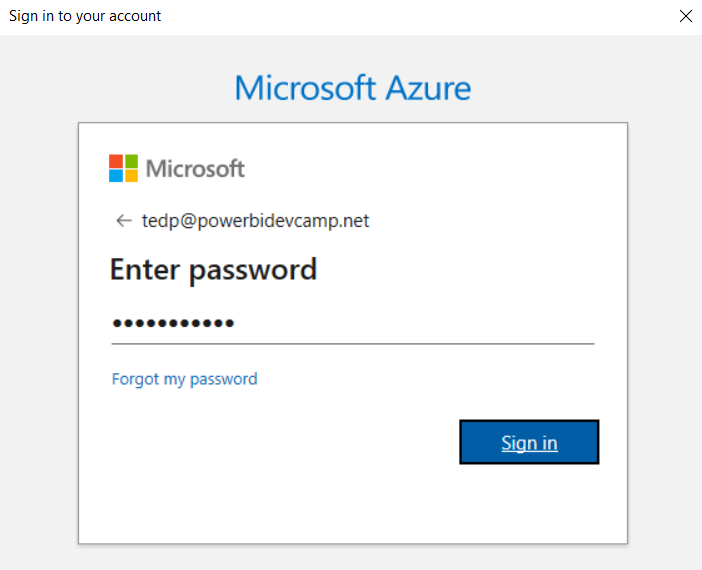 Sign in to your account
Microsoft Azure
Microsoft
tedp@powerbidevcamp.net
Enter password
•••••••••••
Forgot my password
Sign in